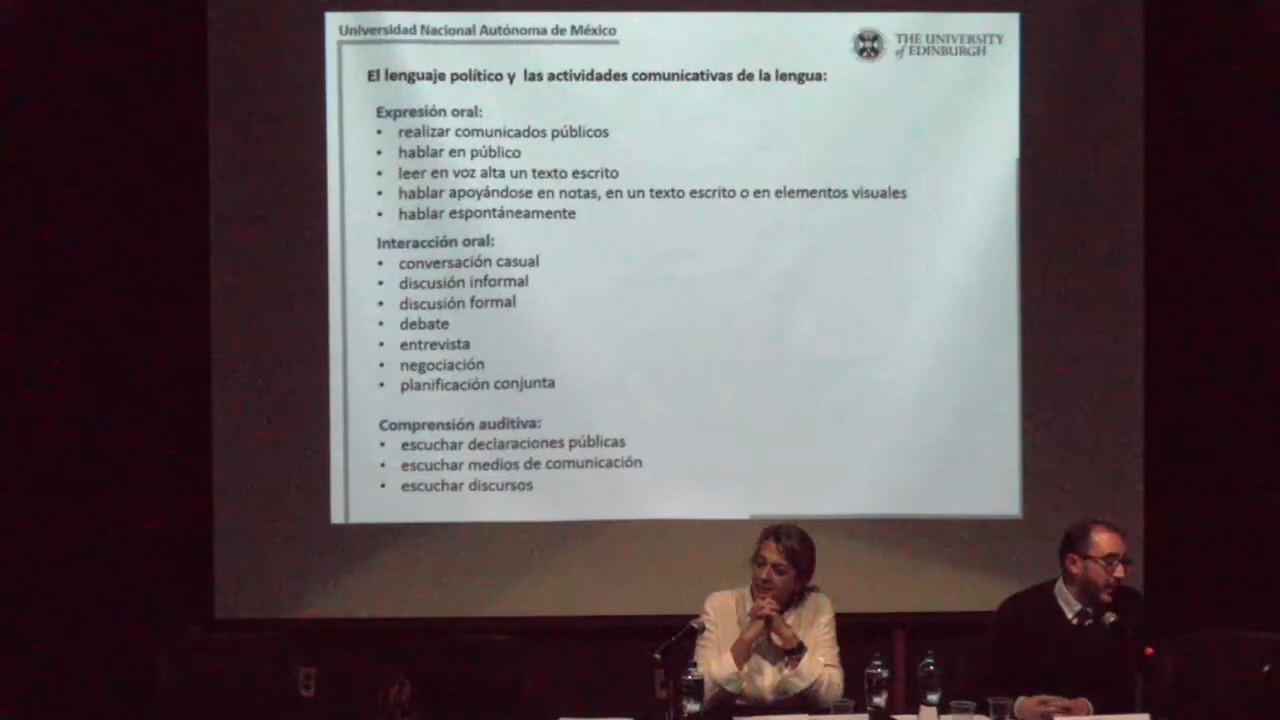 Universidad Nacional Autónoma de México
THE UNIVERSITY
of EDINBURGH
El lenguaje político y las actividades comunicativas de la lengua:
Expresión oral:
• realizar comunicados públicos
• hablar en público
• leer en voz alta un texto escrito
• hablar apoyándose en notas, en un texto escrito o en elementos visuales
• hablar espontáneamente
Interacción oral:
• conversación casual
• discusión informal
• discusión formal
• debate
• entrevista
• negociación
• planificación conjunta
Comprensión auditiva:
• escuchar declaraciones públicas
• escuchar medios de comunicación
• escuchar discursos